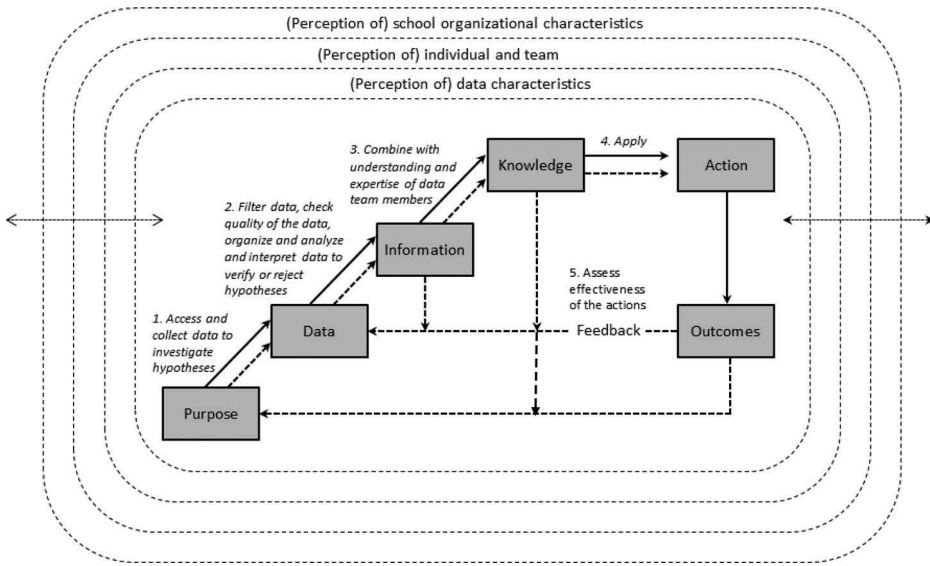 (Perception of) school organizational characteristics
(Perception of) individual and team
(Perception of) data characteristics
3. Combine with
understanding and
expertise of data
team members
Knowledge
4. Apply
Action
2. Filter data, check
quality of the data,
organize and analyze
and interpret data to
verify or reject
hypotheses
Information
1. Access and
collect data to
investigate
hypotheses
Data
5. Assess
effectiveness
of the actions
Feedback
Outcomes
Purpose